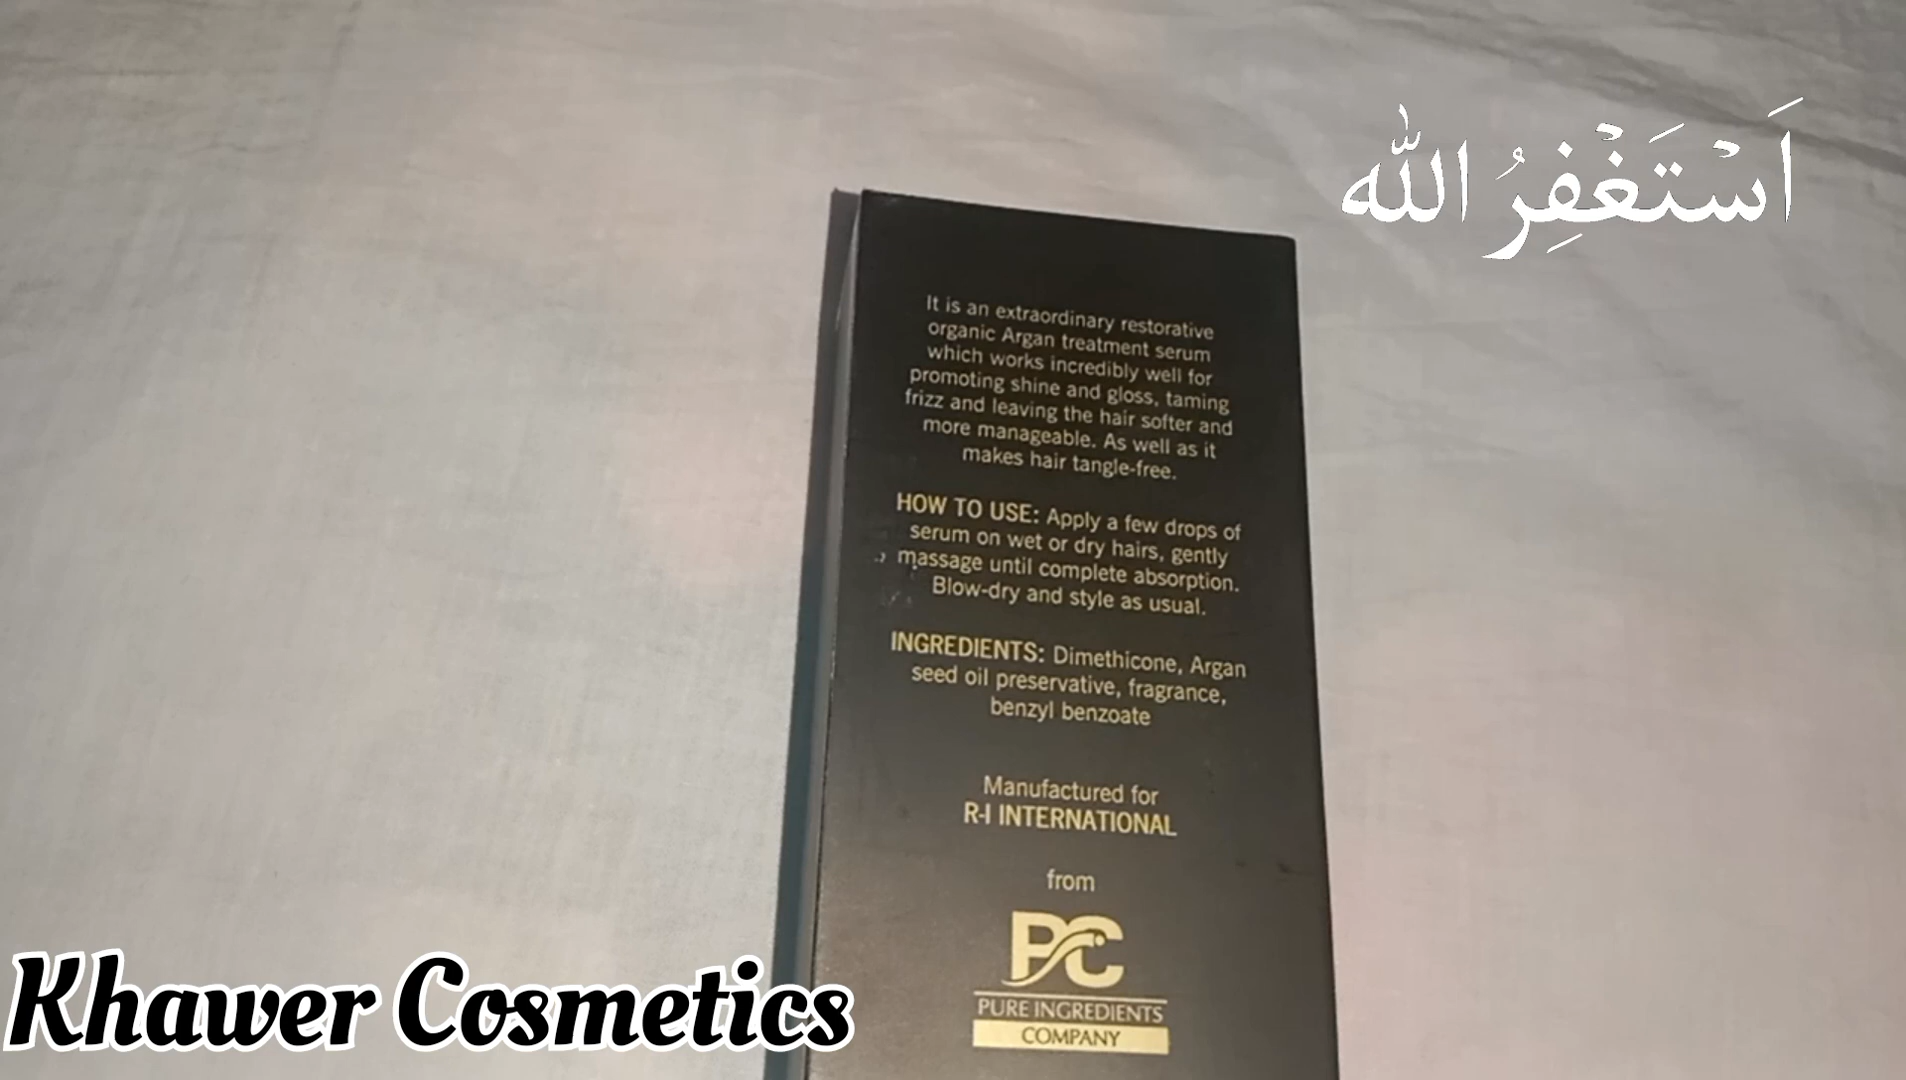 اَسْتَغْفِرُ الله
It is an extraordinary restorative
organic Argan treatment serum
which works incredibly well for
promoting shine and gloss, taming
frizz and leaving the hair softer and
more manageable. As well as it
makes hair tangle-free.
HOW TO USE: Apply a few drops of
serum on wet or dry hairs, gently
massage until complete absorption.
Blow-dry and style as usual.
INGREDIENTS: Dimethicone, Argan
seed oil preservative, fragrance,
benzyl benzoate
Manufactured for
R-I INTERNATIONAL
from
PC
PURE INGREDIENTS
COMPANY
Khawer Cosmetics